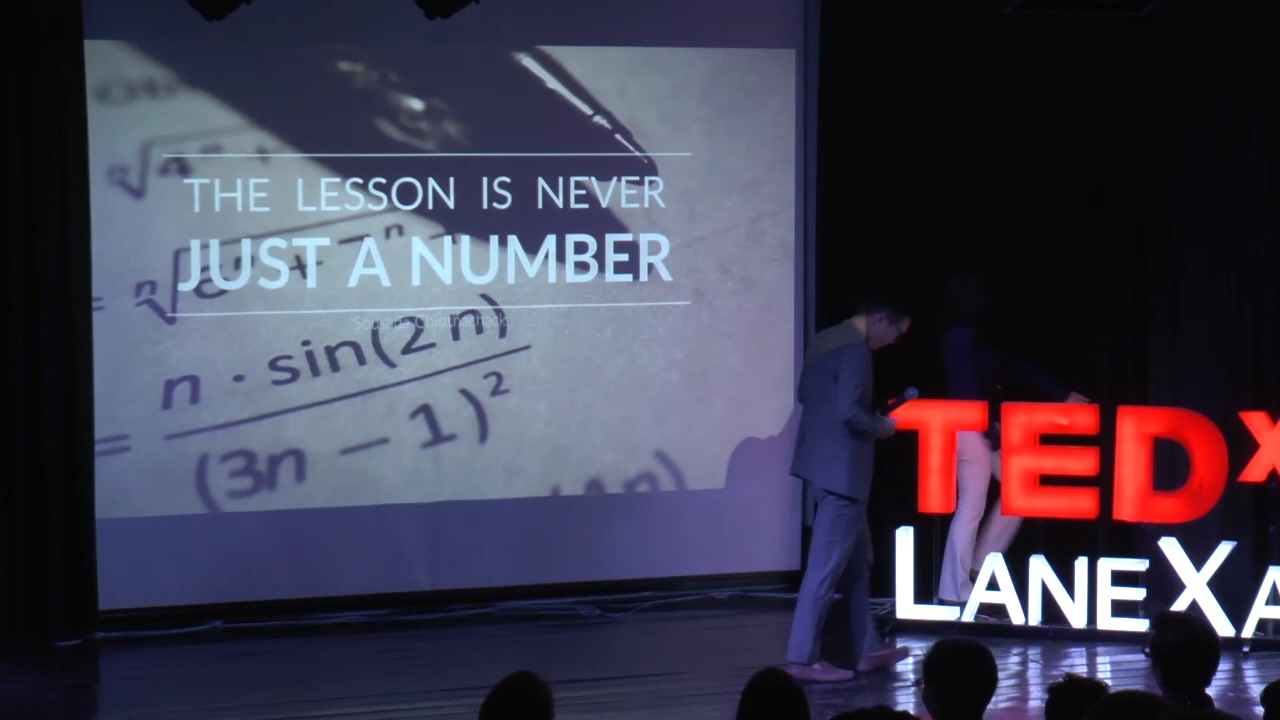 THE LESSON IS NEVER
JUST A NUMBER
n · sin(2n)
=
(3n − 1)²
TEDx
LANEXA